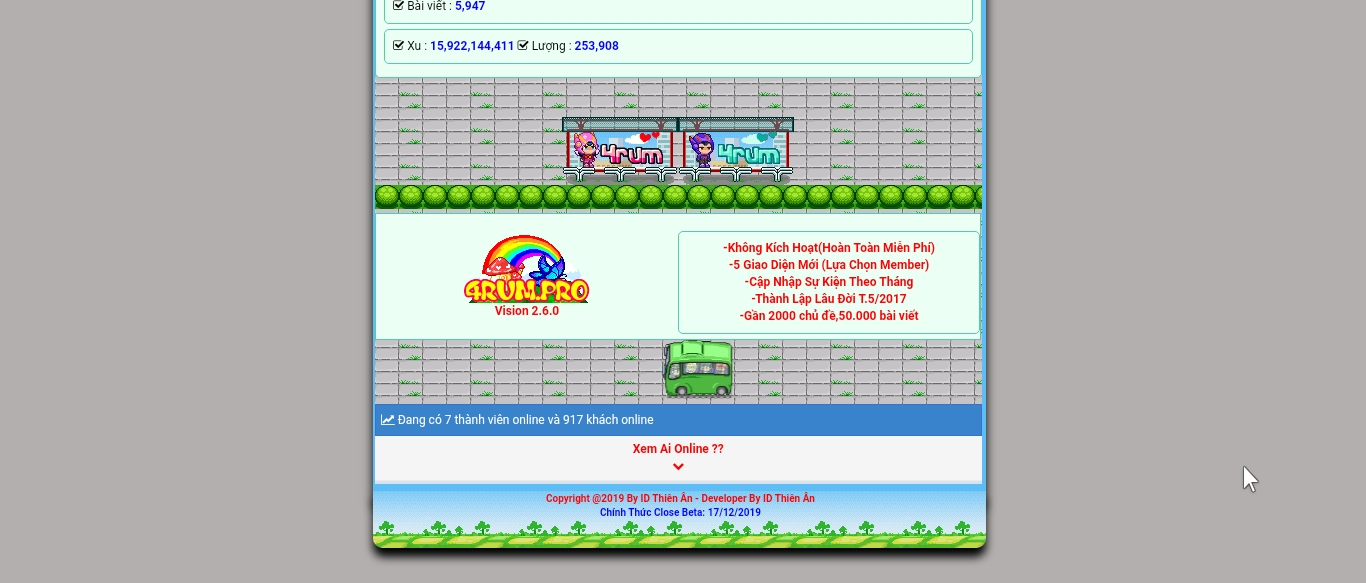 Bài viết : 5,947
Xu : 15,922,144,411 Lượng : 253,908
4rum 4rum
4RUM.PRO
Vision 2.6.0
-Không Kích Hoạt(Hoàn Toàn Miễn Phí)
-5 Giao Diện Mới (Lựa Chọn Member)
-Cập Nhập Sự Kiện Theo Tháng
-Thành Lập Lâu Đời T.5/2017
-Gần 2000 chủ đề,50.000 bài viết
Đang có 7 thành viên online và 917 khách online
Xem Ai Online ??
Copyright @2019 By ID Thiên Ân - Developer By ID Thiên Ân
Chính Thức Close Beta: 17/12/2019